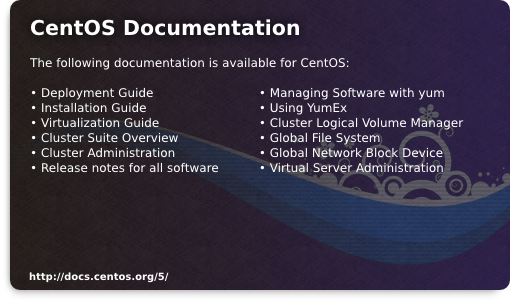 CentOS Documentation
The following documentation is available for CentOS:
• Deployment Guide
• Installation Guide
• Virtualization Guide
• Cluster Suite Overview
• Cluster Administration
• Release notes for all software
• Managing Software with yum
• Using YumEx
• Cluster Logical Volume Manager
• Global File System
• Global Network Block Device
• Virtual Server Administration
http://docs.centos.org/5/